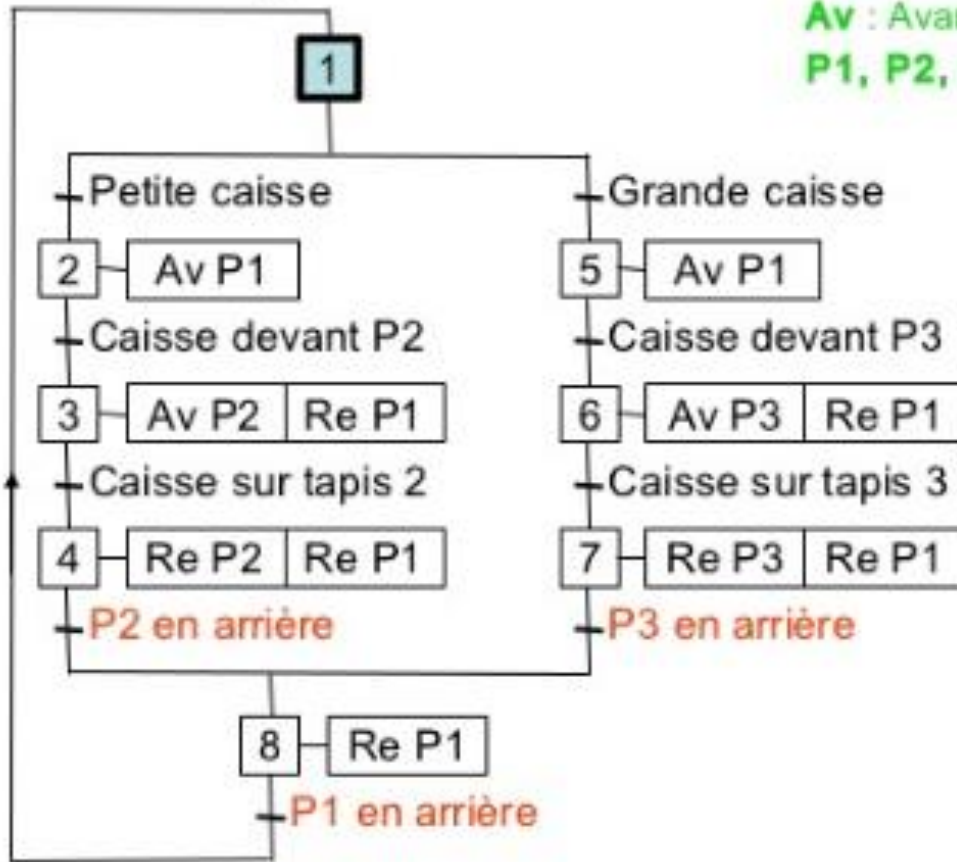 Av :
P1, P2,
1
Petite caisse
Grande caisse
2 Av P1
5 Av P1
Caisse devant P2
Caisse devant P3
3 Av P2 Re P1
6 Av P3 Re P1
Caisse sur tapis 2
Caisse sur tapis 3
4 Re P2 Re P1
7 Re P3 Re P1
P2 en arrière
P3 en arrière
8 Re P1
P1 en arrière